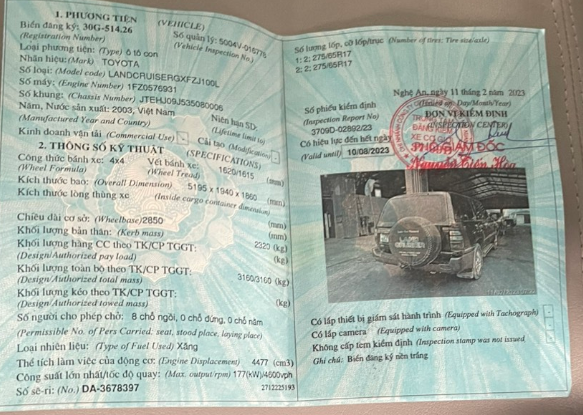 1. PHƯƠNG TIỆN (VEHICLE)
Biển đăng ký: 30G-514.26 Số quản lý: 5004V-016776
(Registration Number) (Vehicle Inspection No.)
Loại phương tiện: (Type) ô tô con
Nhãn hiệu: (Mark) TOYOTA
Số loại: (Model code) LANDCRUISERGXFZJ100L
Số máy: (Engine Number) 1FZ0576931
Số khung: (Chassis Number) JTEHJ09J535080006
Năm, Nước sản xuất: 2003, Việt Nam Niên hạn SD:
(Manufactured Year and Country) (Lifetime limit to)
Kinh doanh vận tải (Commercial Use) Cải tạo (Modification)
2. THÔNG SỐ KỸ THUẬT (SPECIFICATIONS)
Công thức bánh xe: 4x4 Vết bánh xe: 1620/1615 (mm)
(Wheel Formula) (Wheel Tread)
Kích thước bao: (Overall Dimension) 5195 x 1940 x 1860 (mm)
Kích thước lòng thùng xe (Inside cargo container dimension)
(mm)
Chiều dài cơ sở: (Wheelbase) 2850 (mm)
Khối lượng bản thân: (Kerb mass) 2320 (kg)
Khối lượng hàng CC theo TK/CP TGGT: (kg)
(Design/Authorized pay load)
Khối lượng toàn bộ theo TK/CP TGGT: 3160/3160 (kg)
(Design/Authorized total mass)
Khối lượng kéo theo TK/CP TGGT: (kg)
(Design/Authorized towed mass)
Số người cho phép chở: 8 chỗ ngồi, 0 chỗ đứng, 0 chỗ nằm
(Permissible No. of Pers Carried: seat, stood place, laying place)
Loại nhiên liệu: (Type of Fuel Used) Xăng
Thể tích làm việc của động cơ: (Engine Displacement) 4477 (cm3)
Công suất lớn nhất/tốc độ quay: (Max. output/rpm) 177(kW)/4600vph
Số sê-ri: (No.) DA-3678397 2712225193
Số lượng lốp, cỡ lốp/trục (Number of tires; Tire size/axle)
1: 2; 275/65R17
2: 2; 275/65R17
Nghệ An, ngày 11 tháng 2 năm 2023
Số phiếu kiểm định (Issued on: Day/Month/Year)
(Inspection Report No) ĐƠN VỊ KIỂM ĐỊNH
3709D-02892/23 (INSPECTION CENTER)
Có hiệu lực đến hết ngày
(Valid until) 10/08/2023
PHÓ GIÁM ĐỐC
Nguyễn Tiến Hoa
Có lắp thiết bị giám sát hành trình (Equipped with Tachograph)
Có lắp camera (Equipped with camera)
Không cấp tem kiểm định (Inspection stamp was not issued
Ghi chú: Biển đăng ký nền trắng